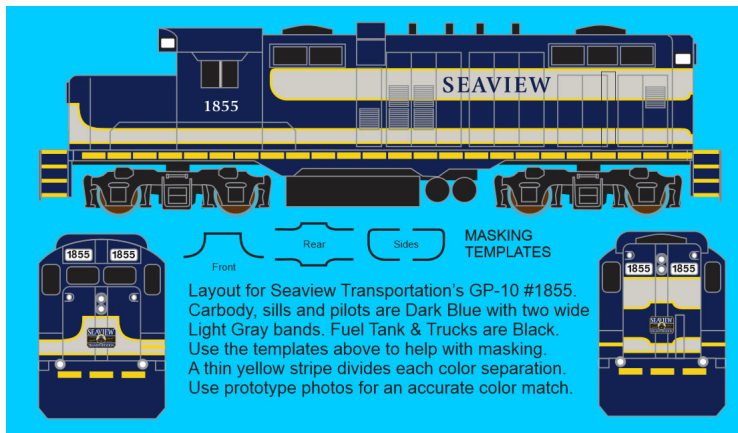 SEAVIEW
1855
Front
Rear
Sides
MASKING
TEMPLATES
1855 1855
1855 1855
SEAVIEW
SEAVIEW
Layout for Seaview Transportation's GP-10 #1855.
Carbody, sills and pilots are Dark Blue with two wide
Light Gray bands. Fuel Tank & Trucks are Black.
Use the templates above to help with masking.
A thin yellow stripe divides each color separation.
Use prototype photos for an accurate color match.